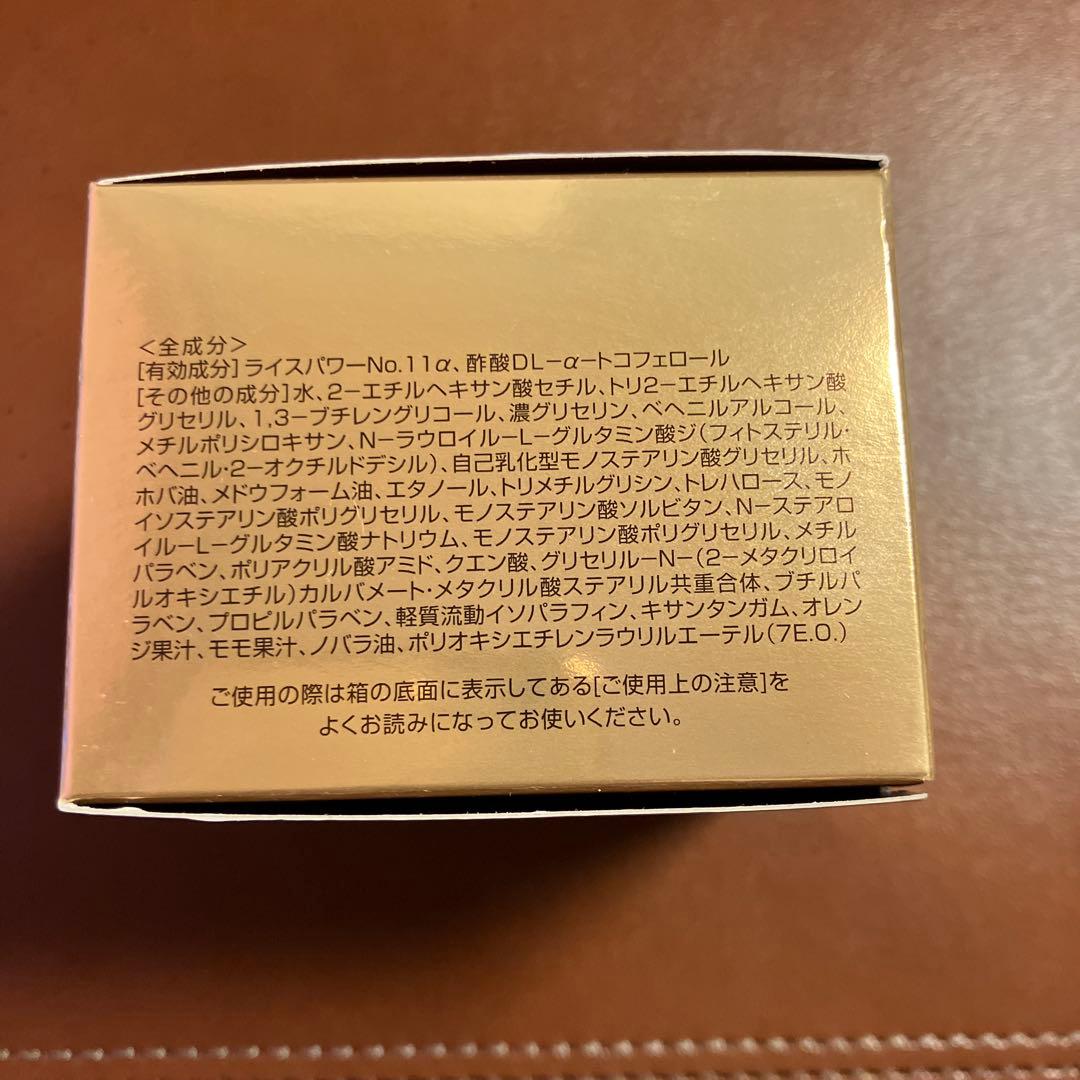 ＜全成分＞
[有効成分]ライスパワーNo.11α、酢酸DL－α－トコフェロール
[その他の成分]水、2－エチルヘキサン酸セチル、トリ2－エチルヘキサン酸
グリセリル、1,3－ブチレングリコール、濃グリセリン、ベヘニルアルコール、
メチルポリシロキサン、N－ラウロイル－L－グルタミン酸ジ(フィトステリル・
ベヘニル・2－オクチルドデシル)、自己乳化型モノステアリン酸グリセリル、ホ
ホバ油、メドウフォーム油、エタノール、トリメチルグリシン、トレハロース、モノ
イソステアリン酸ポリグリセリル、モノステアリン酸ソルビタン、N－ステアロ
イル－L－グルタミン酸ナトリウム、モノステアリン酸ポリグリセリル、メチル
パラベン、ポリアクリル酸アミド、クエン酸、グリセリル－N－(2－メタクリロイ
ルオキシエチル)カルバメート・メタクリル酸ステアリル共重合体、ブチルパ
ラベン、プロピルパラベン、軽質流動イソパラフィン、キサンタンガム、オレン
ジ果汁、モモ果汁、ノバラ油、ポリオキシエチレンラウリルエーテル(7E.O.)
ご使用の際は箱の底面に表示してある[ご使用上の注意]を
よくお読みになってお使いください。